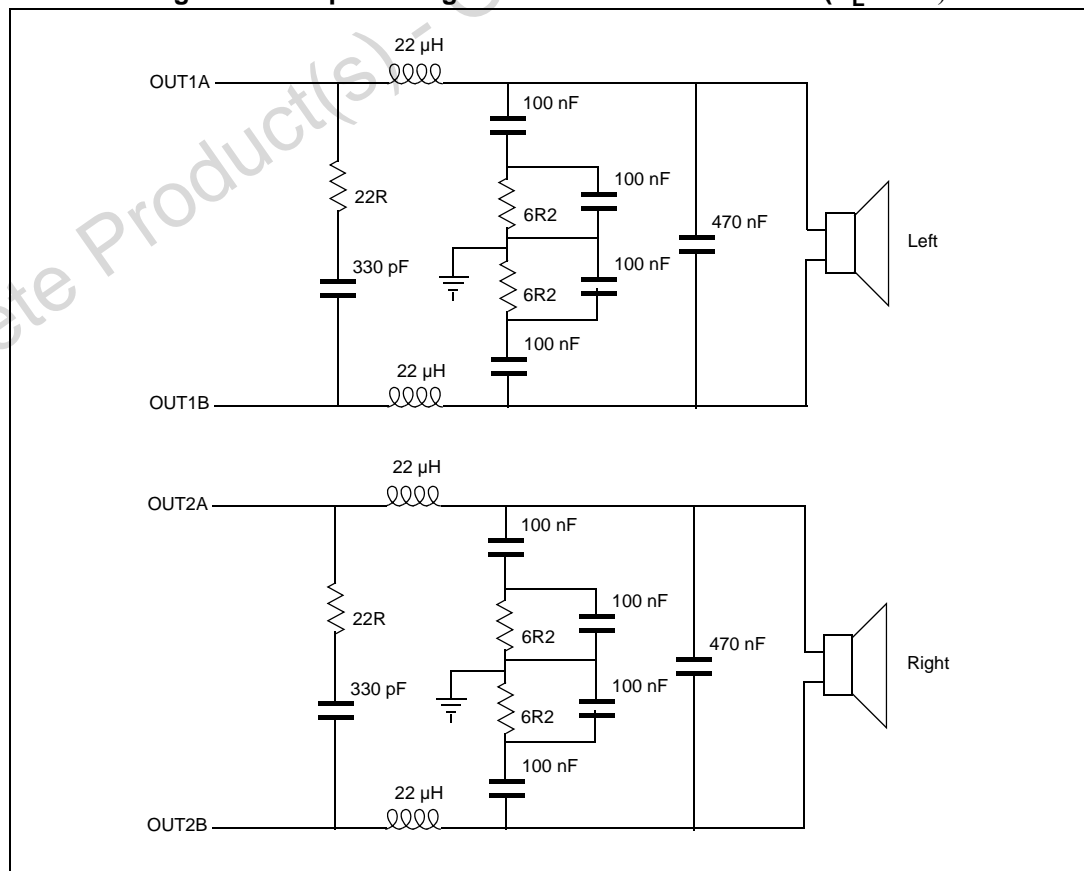 22 µH
OUT1A
100 nF
100 nF
22R
6R2
470 nF
Left
330 pF
100 nF
6R2
100 nF
22 µH
OUT1B
22 µH
OUT2A
100 nF
100 nF
22R
6R2
470 nF
Right
330 pF
100 nF
6R2
100 nF
22 µH
OUT2B
ete Product(s) -